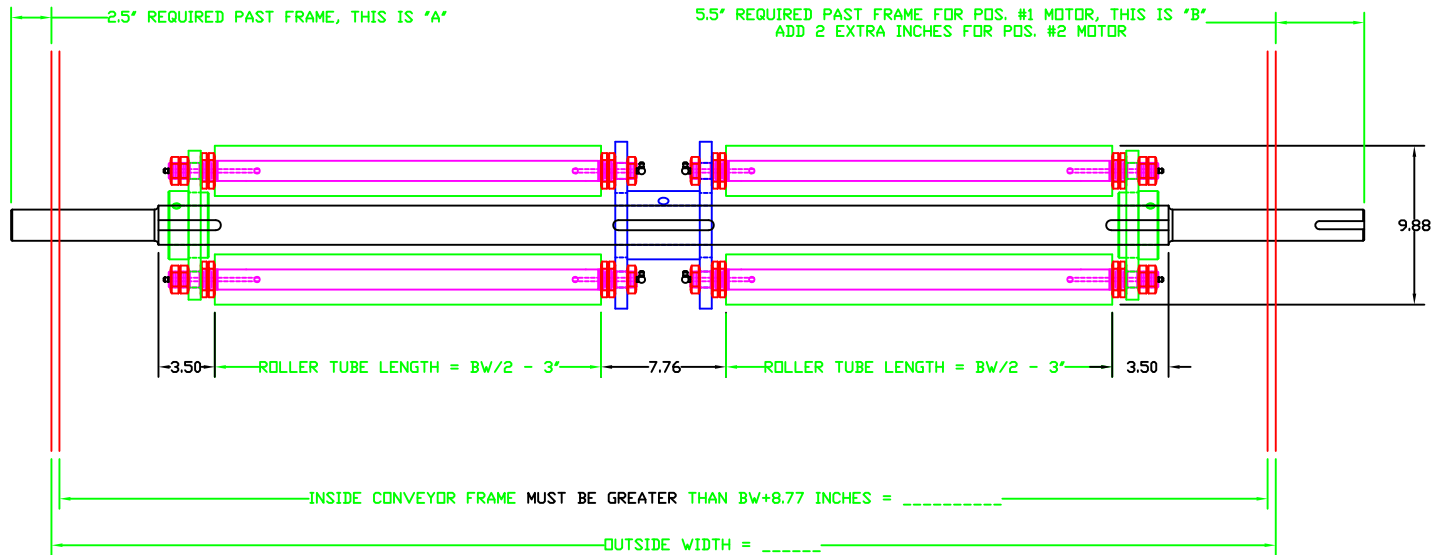 2.5" REQUIRED PAST FRAME, THIS IS "A"
5.5" REQUIRED PAST FRAME FOR POS. #1 MOTOR, THIS IS "B"
ADD 2 EXTRA INCHES FOR POS. #2 MOTOR
9.88
3.50
ROLLER TUBE LENGTH = BW/2 - 3"
7.76
ROLLER TUBE LENGTH = BW/2 - 3"
3.50
INSIDE CONVEYOR FRAME MUST BE GREATER THAN BW+8.77 INCHES = __________
OUTSIDE WIDTH = ______